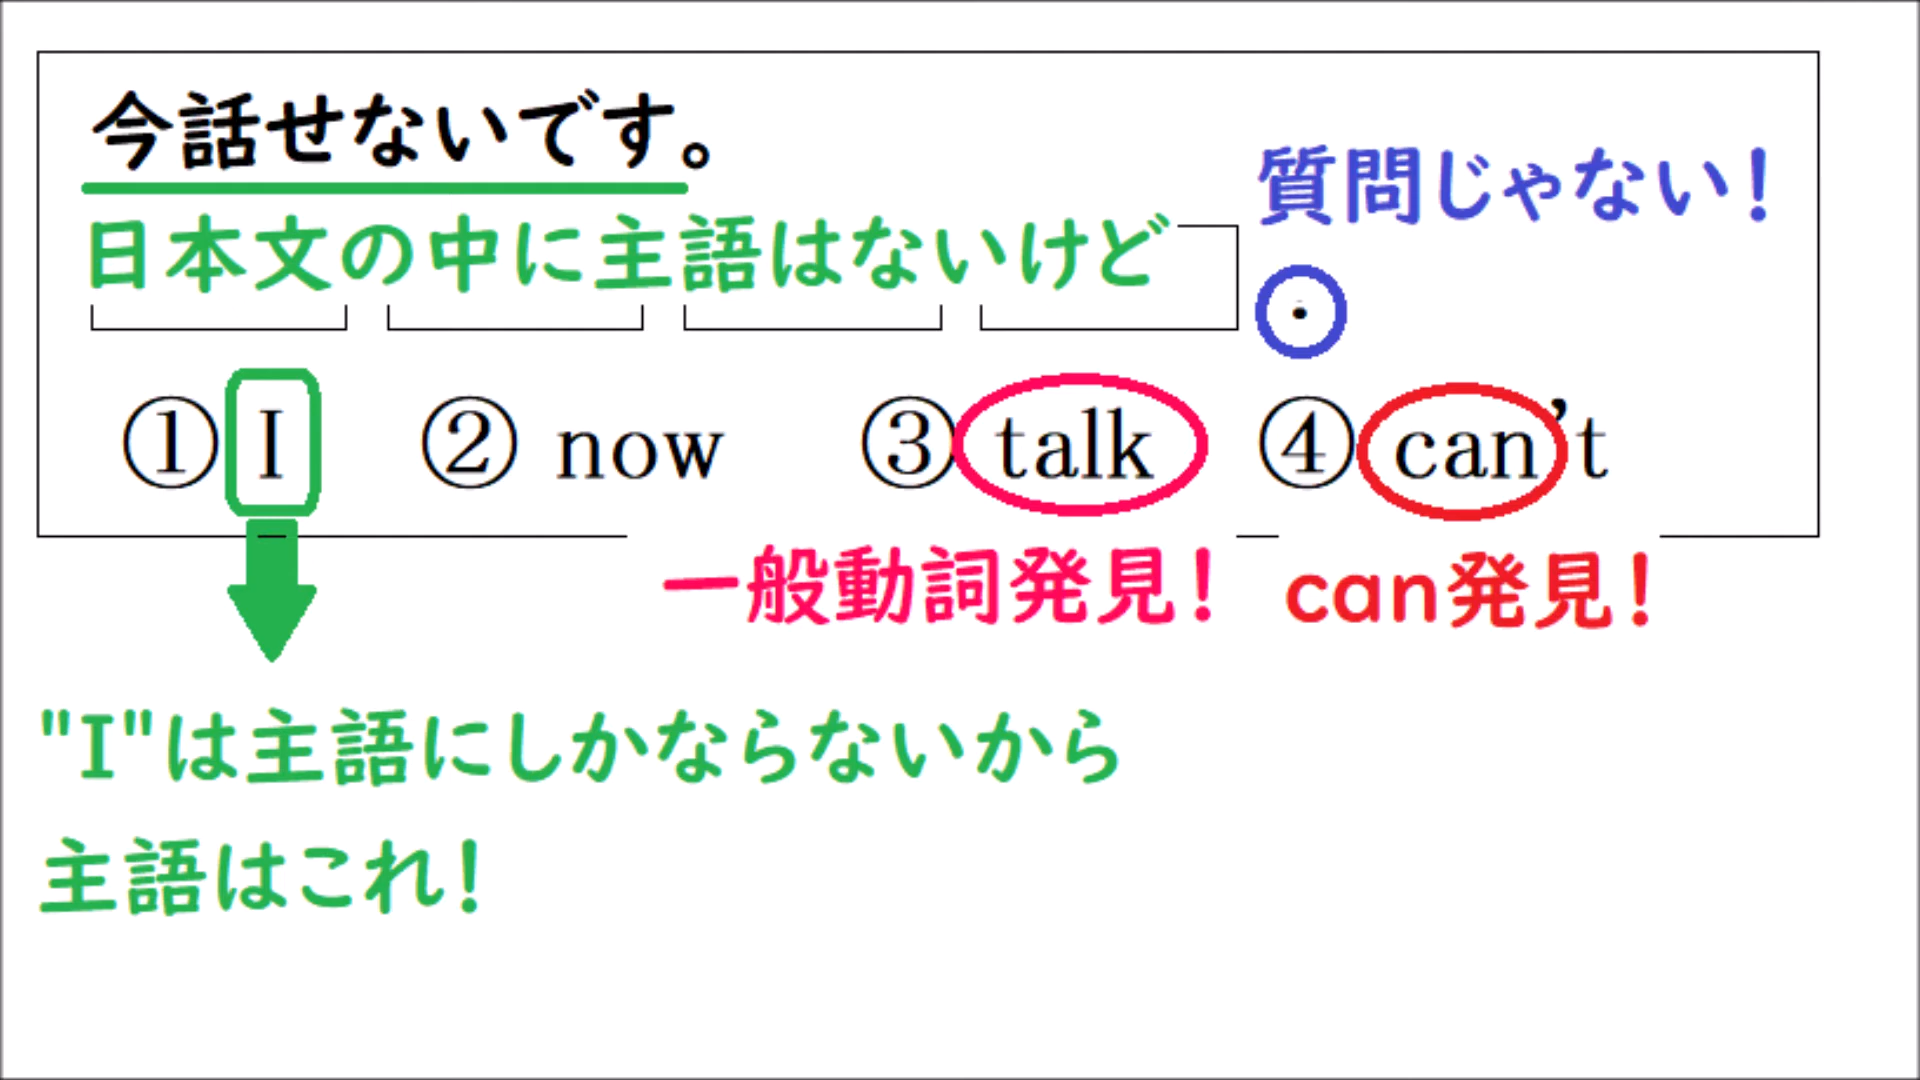 今話せないです。
質問じゃない！
日本文の中に主語はないけど
.
① I ② now ③ talk ④ can't
一般動詞発見！ can発見！
"I"は主語にしかならないから
主語はこれ！